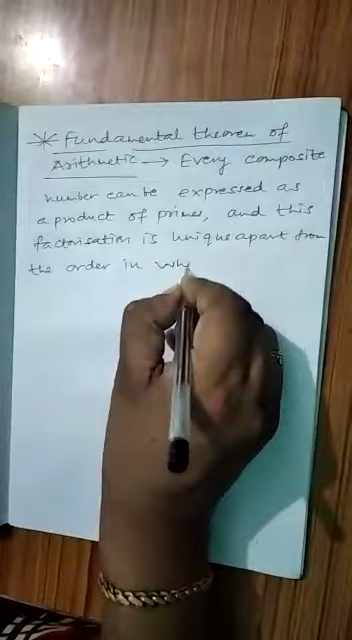 * Fundamental theorem of
Arithmetic → Every composite
number can be expressed as
a product of primes, and this
factorisation is unique apart from
the order in wh